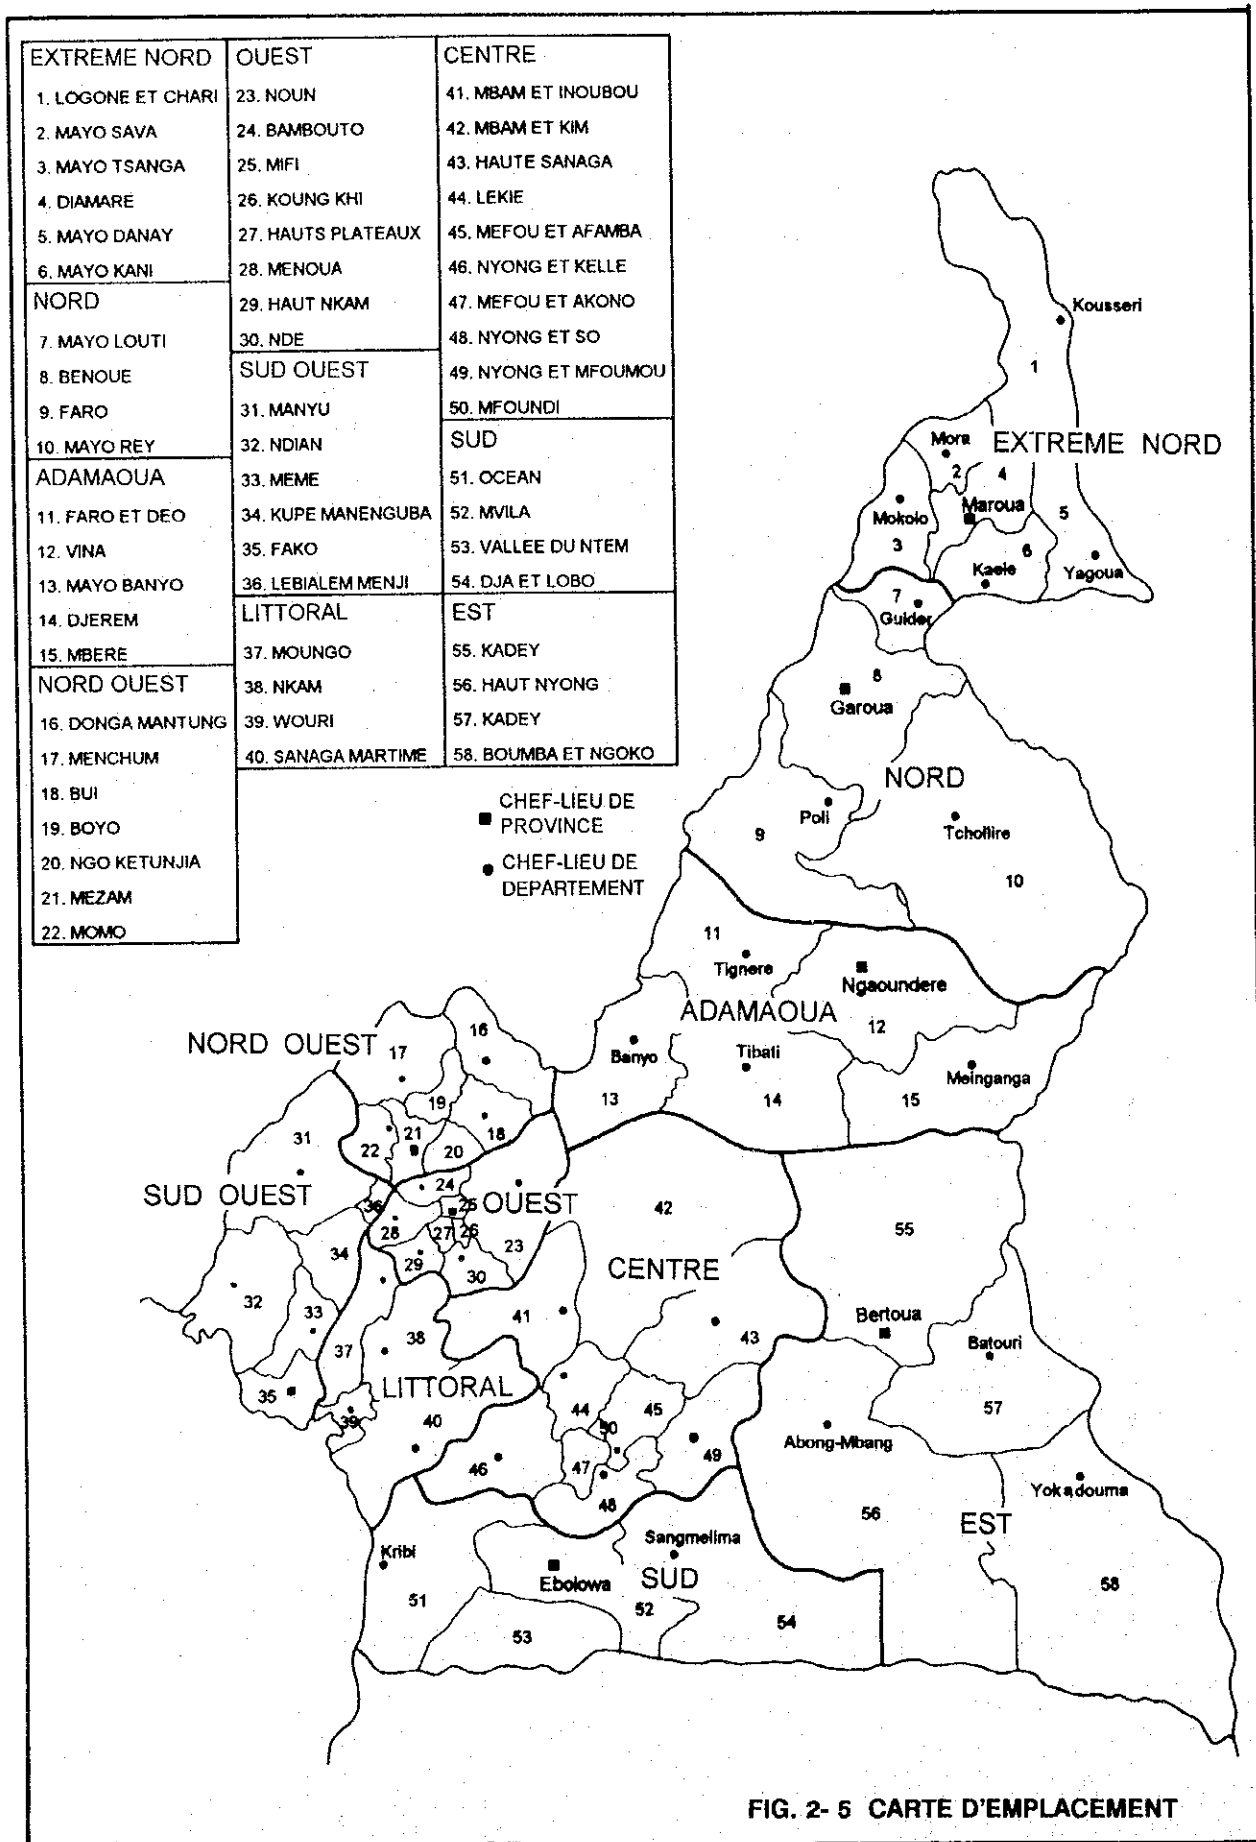 EXTREME NORD
1. LOGONE ET CHARI
2. MAYO SAVA
3. MAYO TSANGA
4. DIAMARE
5. MAYO DANAY
6. MAYO KANI
NORD
7. MAYO LOUTI
8. BENOUE
9. FARO
10. MAYO REY
ADAMAOUA
11. FARO ET DEO
12. VINA
13. MAYO BANYO
14. DJEREM
15. MBERE
NORD OUEST
16. DONGA MANTUNG
17. MENCHUM
18. BUI
19. BOYO
20. NGO KETUNJIA
21. MEZAM
22. MOMO
OUEST
23. NOUN
24. BAMBOUTO
25. MIFI
26. KOUNG KHI
27. HAUTS PLATEAUX
28. MENOUA
29. HAUT NKAM
30. NDE
SUD OUEST
31. MANYU
32. NDIAN
33. MEME
34. KUPE MANENGUBA
35. FAKO
36. LEBIALEM MENJI
LITTORAL
37. MOUNGO
38. NKAM
39. WOURI
40. SANAGA MARTIME
CENTRE
41. MBAM ET INOUBOU
42. MBAM ET KIM
43. HAUTE SANAGA
44. LEKIE
45. MEFOU ET AFAMBA
46. NYONG ET KELLE
47. MEFOU ET AKONO
48. NYONG ET SO
49. NYONG ET MFOUMOU
50. MFOUNDI
SUD
51. OCEAN
52. MVILA
53. VALLEE DU NTEM
54. DJA ET LOBO
EST
55. KADEY
56. HAUT NYONG
57. KADEY
58. BOUMBA ET NGOKO
CHEF-LIEU DE
PROVINCE
CHEF-LIEU DE
DEPARTEMENT
Kousseri
1
Mora
EXTREME NORD
2
4
Maroua
Mokolo
5
3
6
Kaele
Yagoua
7
Guider
8
Garoua
NORD
Poli
9
Tchollire
10
11
Tignere
Ngaoundere
ADAMAOUA
12
Banyo
Tibati
Meinganga
13
14
15
NORD OUEST
16
17
19
18
21
22
20
31
SUD OUEST
24
36
25
OUEST
28
27
26
23
34
29
30
42
55
CENTRE
32
33
41
38
37
43
Bertoua
Batouri
LITTORAL
35
39
40
44
45
50
57
Abong-Mbang
46
47
49
48
Yokadouma
56
EST
Kribi
Sangmelima
Ebolowa
SUD
51
52
53
54
58
FIG. 2- 5 CARTE D'EMPLACEMENT